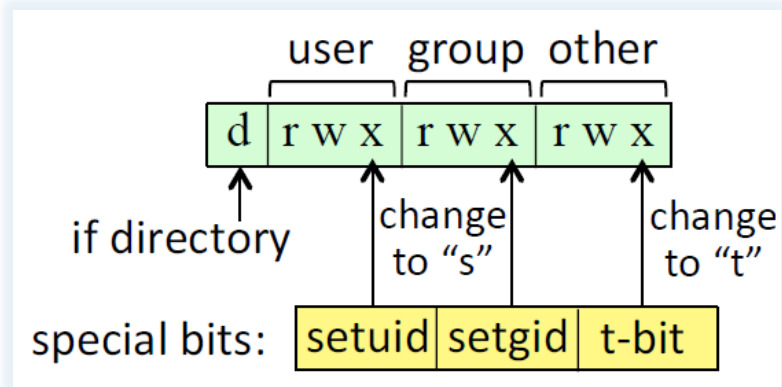 user group other
d r w x r w x r w x
if directory
change to “s”
change to “t”
special bits: setuid setgid t-bit